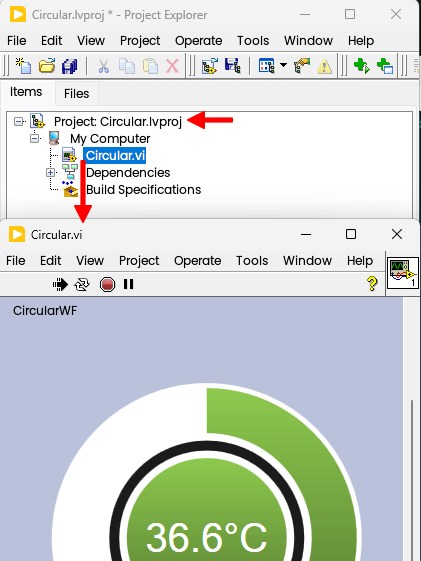 Circular.lvproj * - Project Explorer
File Edit View Project Operate Tools Window Help
Items Files
Project: Circular.lvproj
My Computer
Circular.vi
Dependencies
Build Specifications
Circular.vi
File Edit View Project Operate Tools Window Help
1
CircularWF
36.6°C